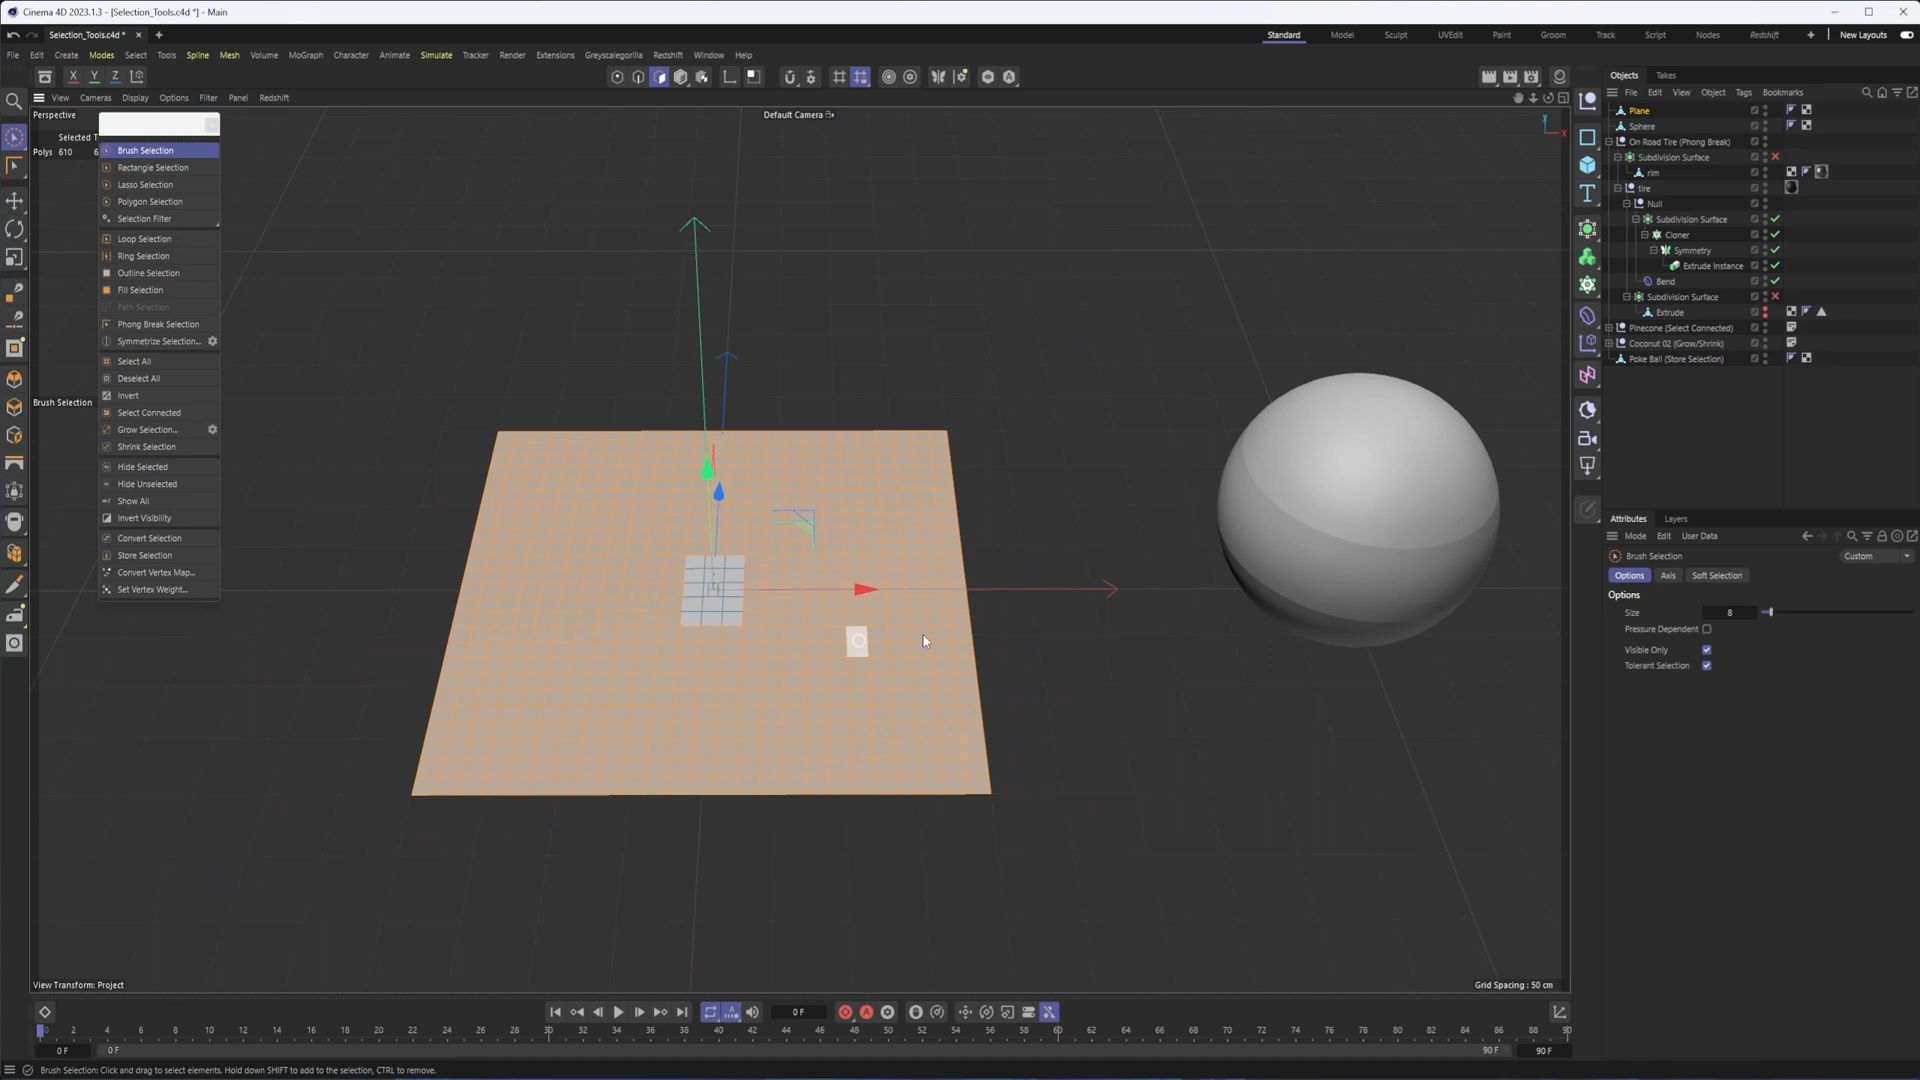 Cinema 4D 2023.1.3 - [Selection_Tools.c4d *] - Main
Selection_Tools.c4d *
Standard Model Sculpt UVEdit Paint Groom Track Script Nodes Redshift New Layouts
File Edit Create Modes Select Tools Spline Mesh Volume MoGraph Character Animate Simulate Tracker Render Extensions Greyscalegorilla Redshift Window Help
X Y Z
View Cameras Display Options Filter Panel Redshift
Perspective
Default Camera
Selected T
Polys 610 6
Brush Selection
Rectangle Selection
Lasso Selection
Polygon Selection
Selection Filter
Loop Selection
Ring Selection
Outline Selection
Fill Selection
Path Selection
Phong Break Selection
Symmetrize Selection...
Select All
Deselect All
Invert
Brush Selection
Select Connected
Grow Selection...
Shrink Selection
Hide Selected
Hide Unselected
Show All
Invert Visibility
Convert Selection
Store Selection
Convert Vertex Map...
Set Vertex Weight...
Y
X
View Transform: Project
Grid Spacing : 50 cm
Objects Takes
File Edit View Object Tags Bookmarks
Plane
Sphere
On Road Tire (Phong Break)
Subdivision Surface
rim
tire
Null
Subdivision Surface
Cloner
Symmetry
Extrude Instance
Bend
Subdivision Surface
Extrude
Pinecone (Select Connected)
Coconut 02 (Grow/Shrink)
Poke Ball (Store Selection)
Attributes Layers
Mode Edit User Data
Brush Selection Custom
Options Axis Soft Selection
Options
Size 8
Pressure Dependent
Visible Only
Tolerant Selection
0 F
0 2 4 6 8 10 12 14 16 18 20 22 24 26 28 30 32 34 36 38 40 42 44 46 48 50 52 54 56 58 60 62 64 66 68 70 72 74 76 78 80 82 84 86 88 90
0 F 0 F 90 F 90 F
Brush Selection: Click and drag to select elements. Hold down SHIFT to add to the selection, CTRL to remove.